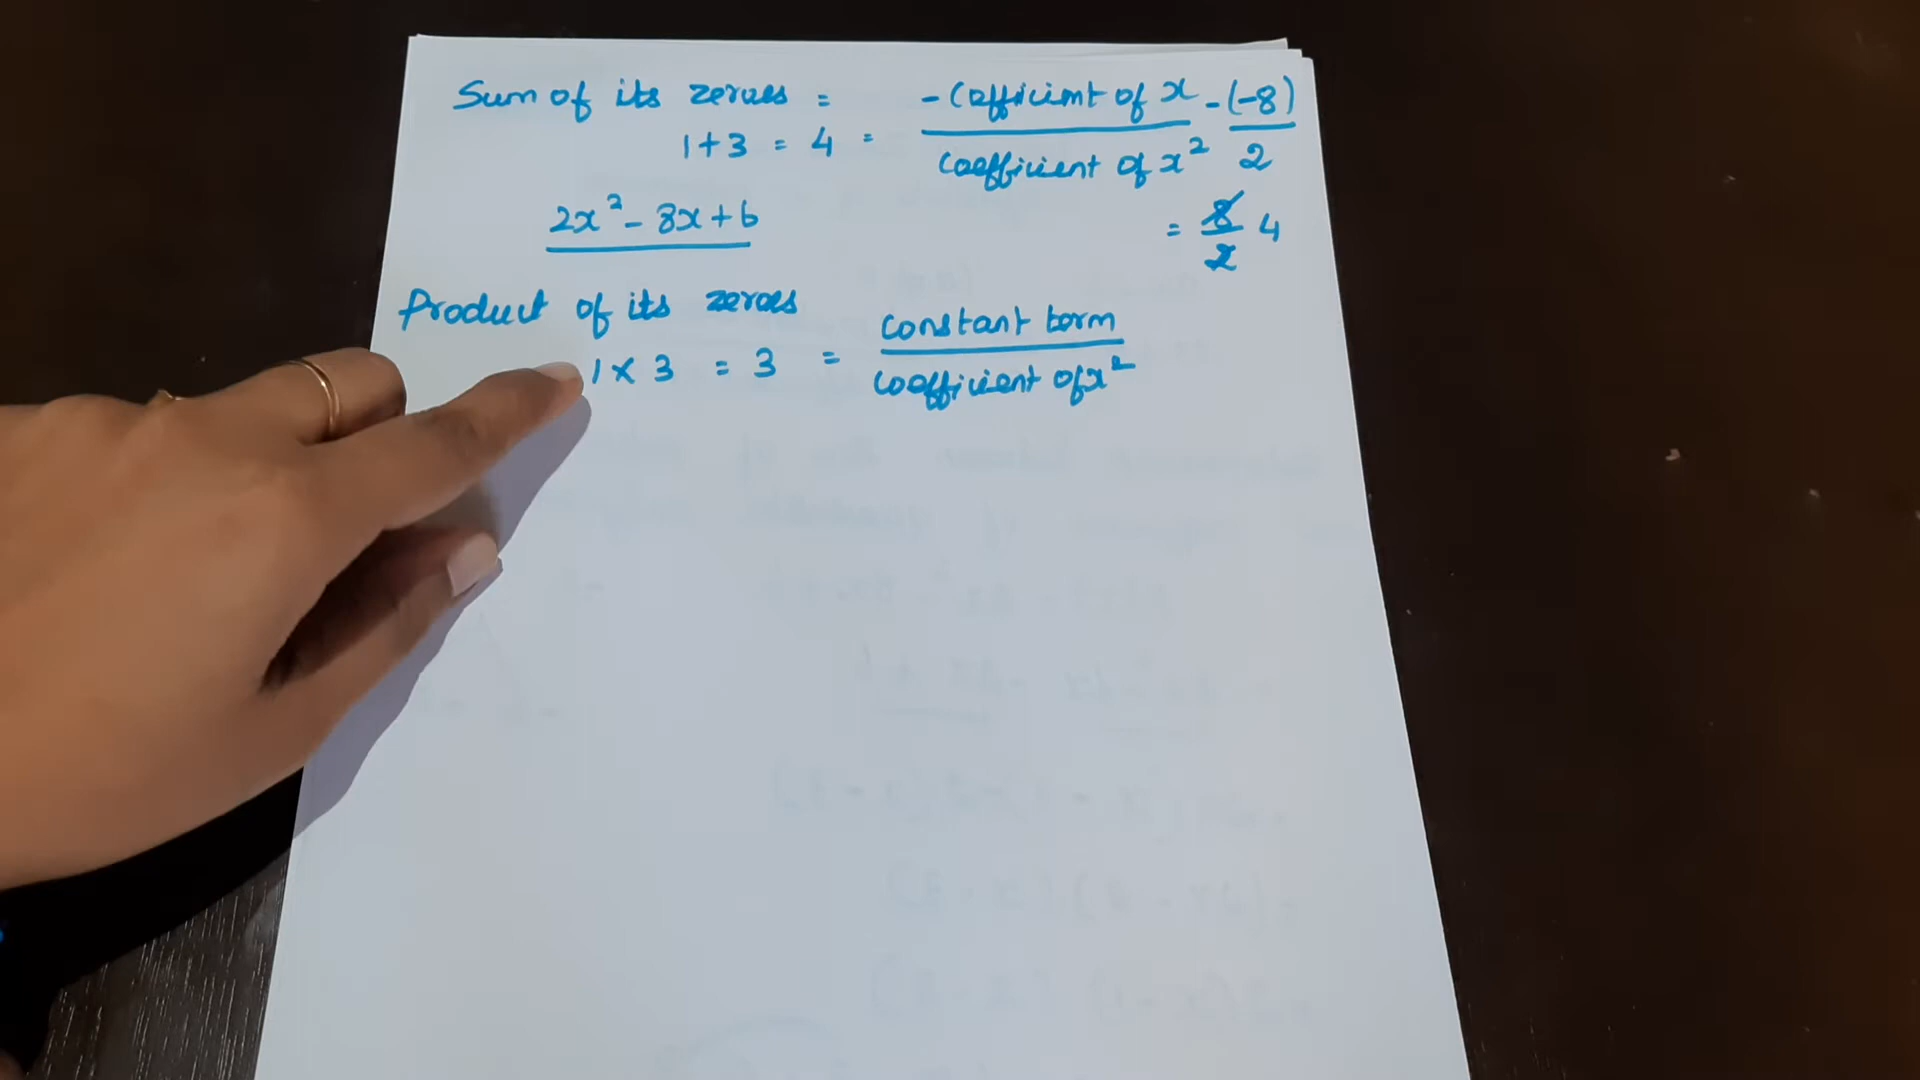 Sum of its zeroes = -Cofficient of x / coefficient of x² -(-8) / 2
1+3 = 4 =
2x² - 8x + 6
= 8/2 4
Product of its zeroes
1 x 3 = 3 = constant term / coefficient of x²